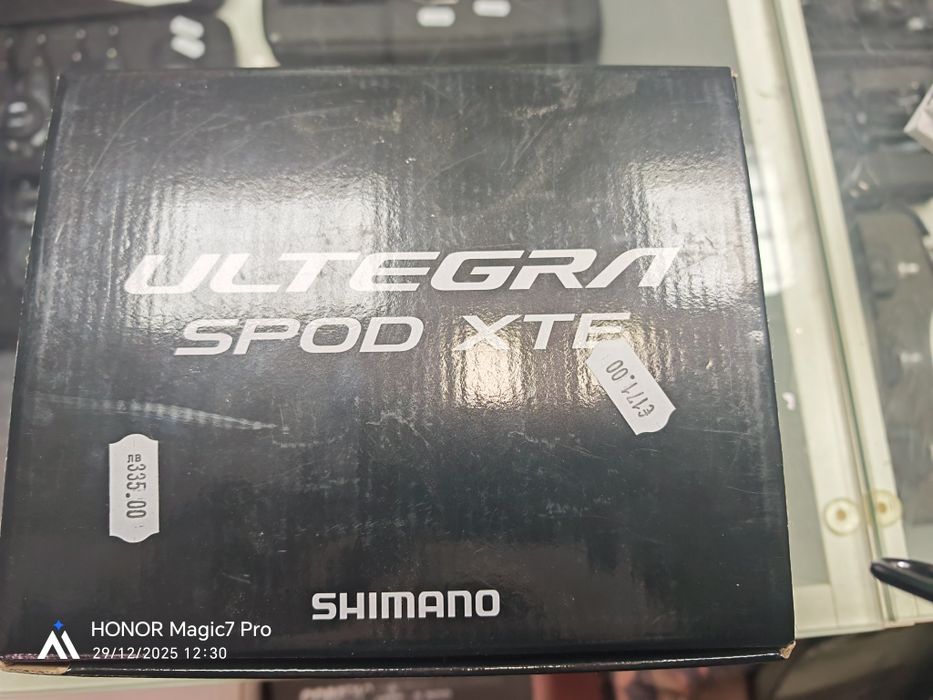 ULTEGRA
SPOD XTE
€171.00
лв335.00
SHIMANO
HONOR Magic7 Pro
29/12/2025 12:30